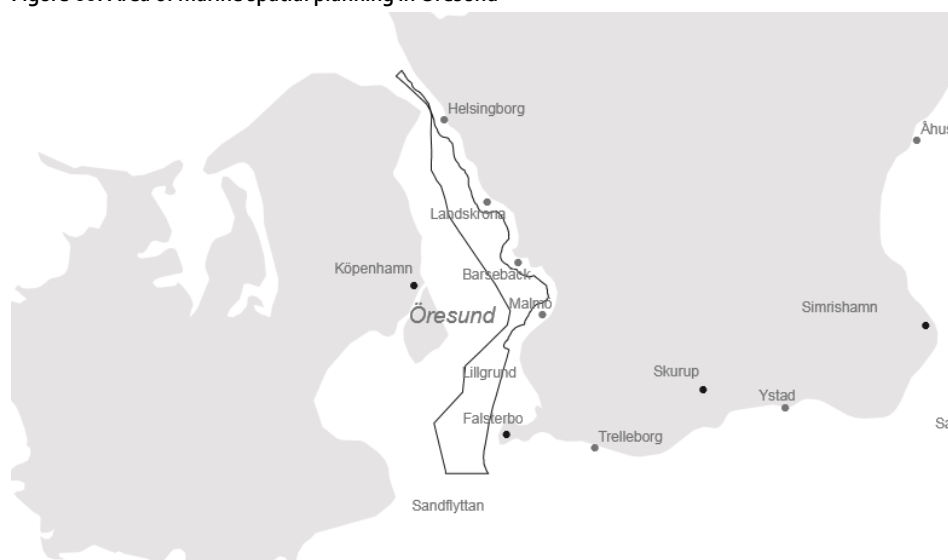 Helsingborg
Åhus
Landskrona
Köpenhamn
Barsebäck
Malmö
Öresund
Simrishamn
Lillgrund
Skurup
Ystad
Falsterbo
Trelleborg
Sandflyttan